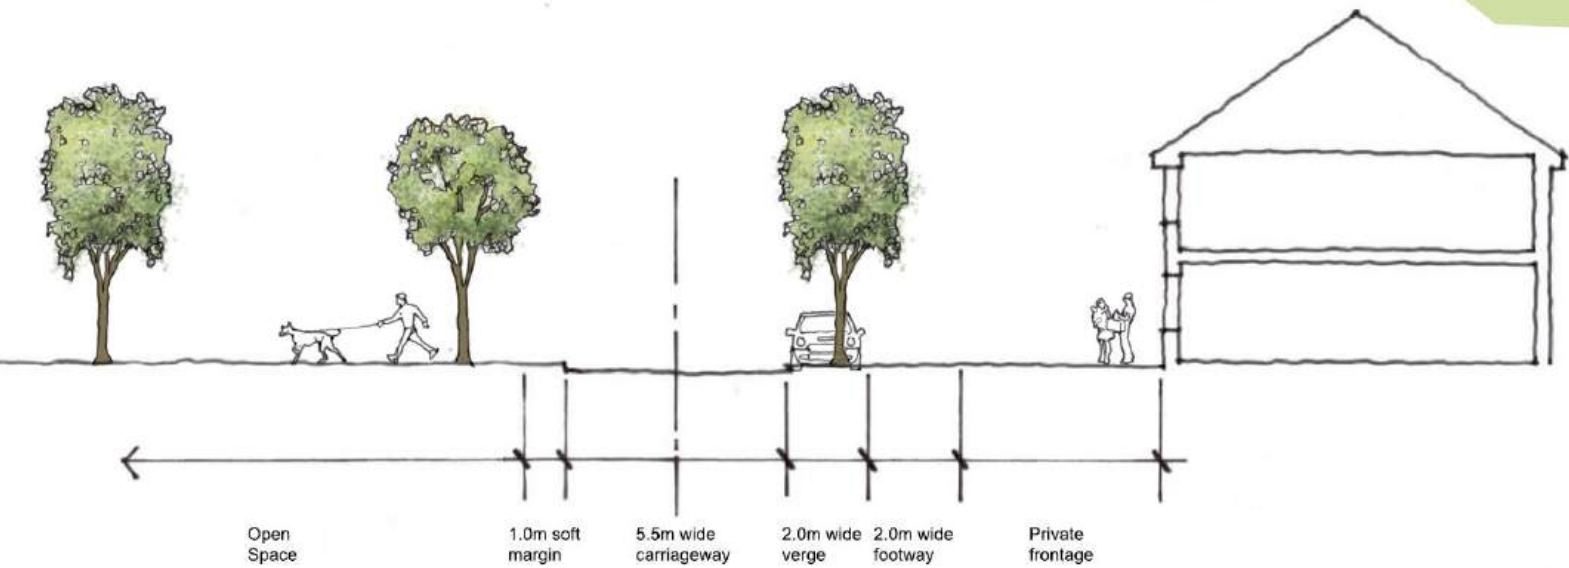 Open
Space
1.0m soft
margin
5.5m wide
carriageway
2.0m wide
verge
2.0m wide
footway
Private
frontage